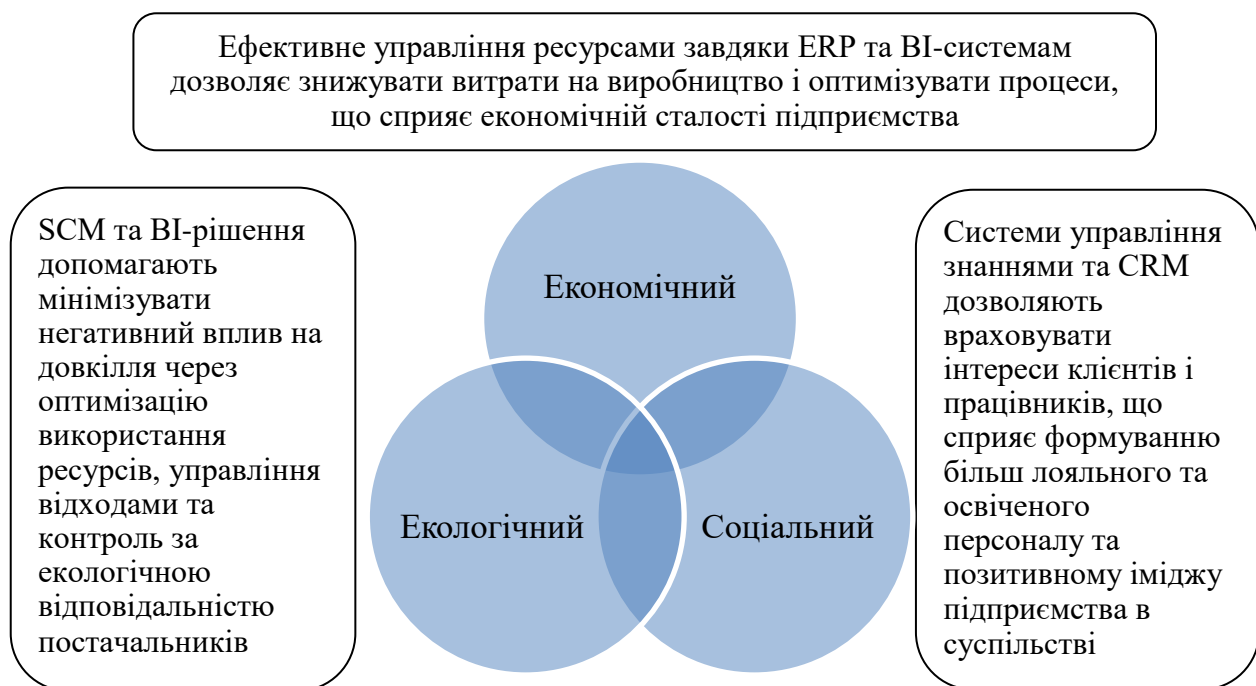 Ефективне управління ресурсами завдяки ERP та BI-системам
дозволяє знижувати витрати на виробництво і оптимізувати процеси,
що сприяє економічній сталості підприємства
SCM та BI-рішення
допомагають
мінімізувати
негативний вплив на
довкілля через
оптимізацію
використання
ресурсів, управління
відходами та
контроль за
екологічною
відповідальністю
постачальників
Економічний
Екологічний
Соціальний
Системи управління
знаннями та CRM
дозволяють
враховувати
інтереси клієнтів і
працівників, що
сприяє формуванню
більш лояльного та
освіченого
персоналу та
позитивному іміджу
підприємства в
суспільстві